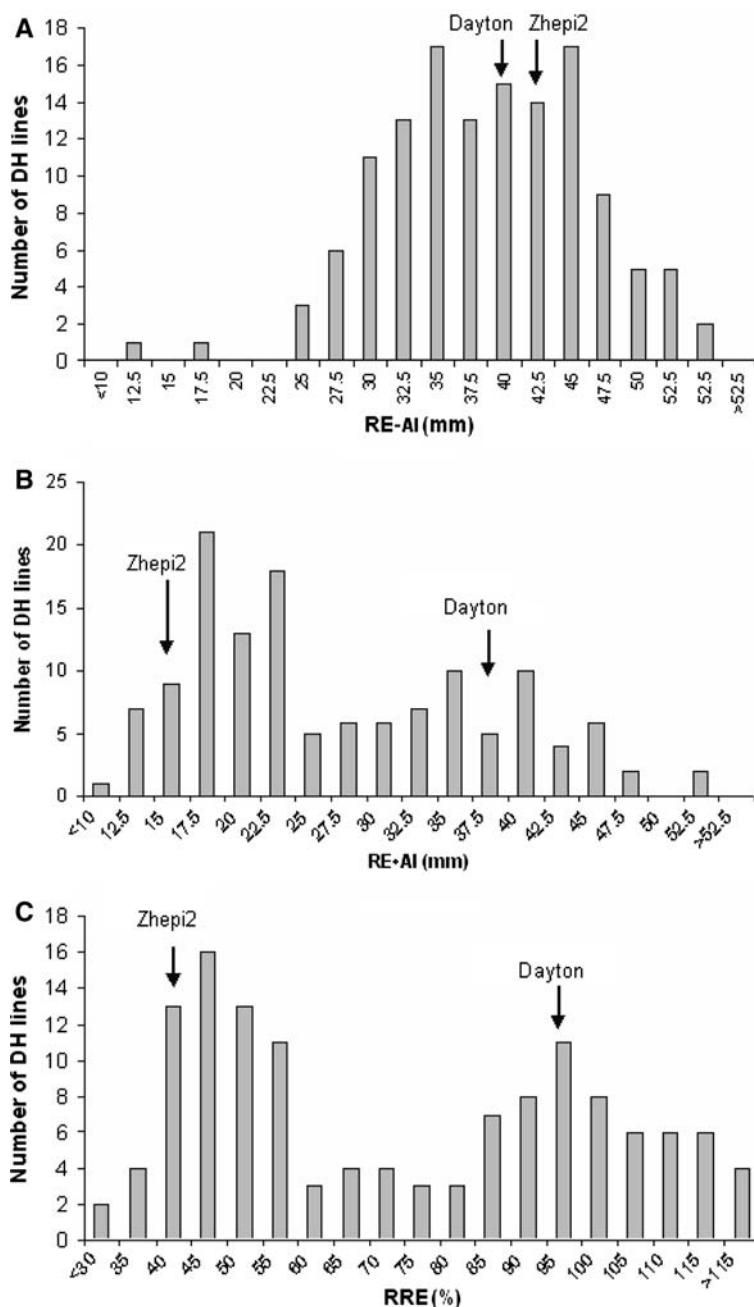 A
Dayton Zhepi2
Number of DH lines
18
16
14
12
10
8
6
4
2
0
<10 12.5 15 17.5 20 22.5 25 27.5 30 32.5 35 37.5 40 42.5 45 47.5 50 52.5 52.5 >52.5
RE-Al (mm)
B
Zhepi2
Dayton
Number of DH lines
25
20
15
10
5
0
<10 12.5 15 17.5 20 22.5 25 27.5 30 32.5 35 37.5 40 42.5 45 47.5 50 52.5 >52.5
RE+Al (mm)
C
Zhepi2
Dayton
Number of DH lines
18
16
14
12
10
8
6
4
2
0
<30 35 40 45 50 55 60 65 70 75 80 85 90 95 100 105 110 115 >115
RRE (%)